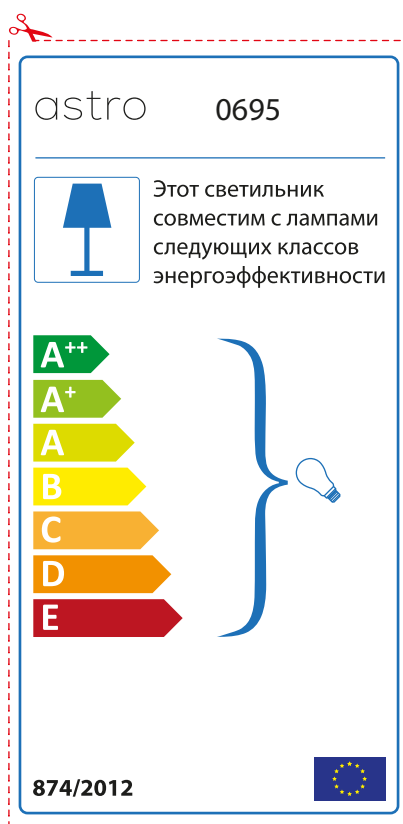 astro 0695
Этот светильник
совместим с лампами
следующих классов
энергоэффективности
A++
A+
A
B
C
D
E
874/2012